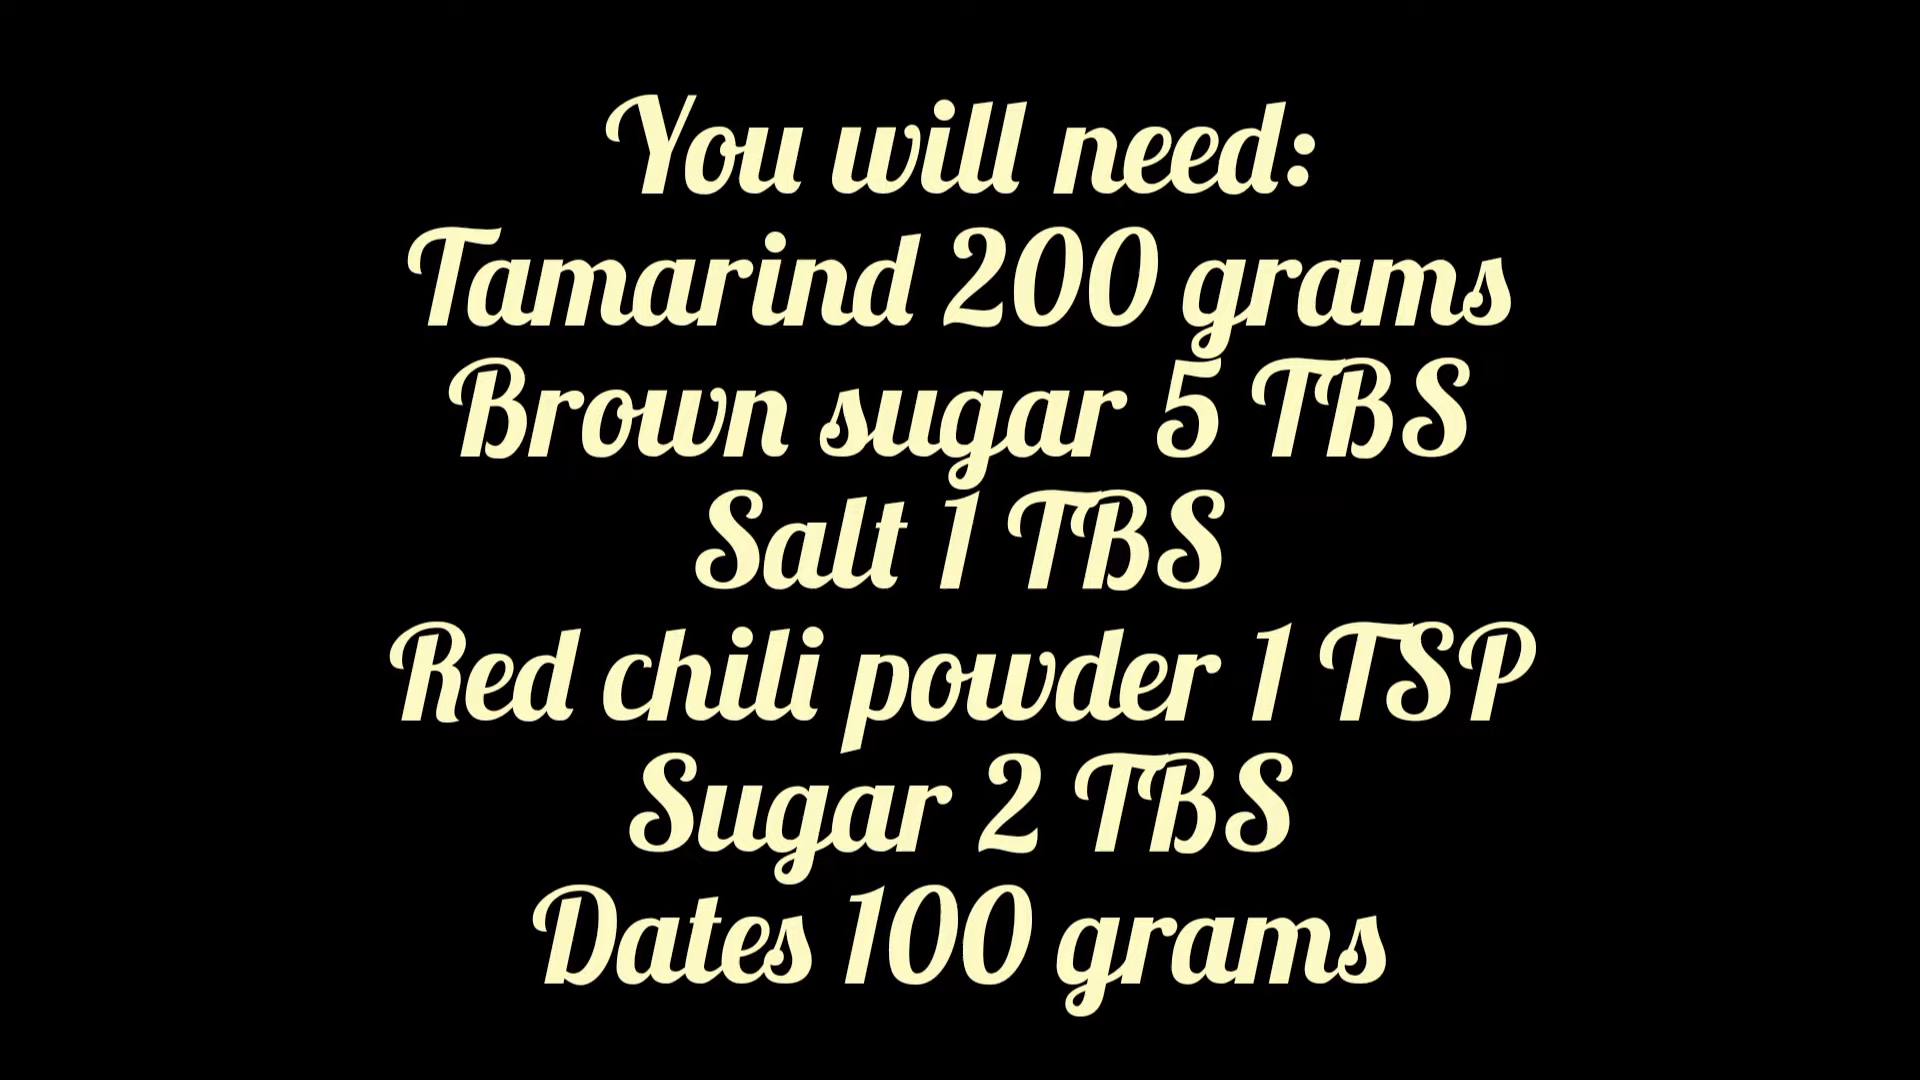 You will need:
Tamarind 200 grams
Brown sugar 5 TBS
Salt 1 TBS
Red chili powder 1 TSP
Sugar 2 TBS
Dates 100 grams